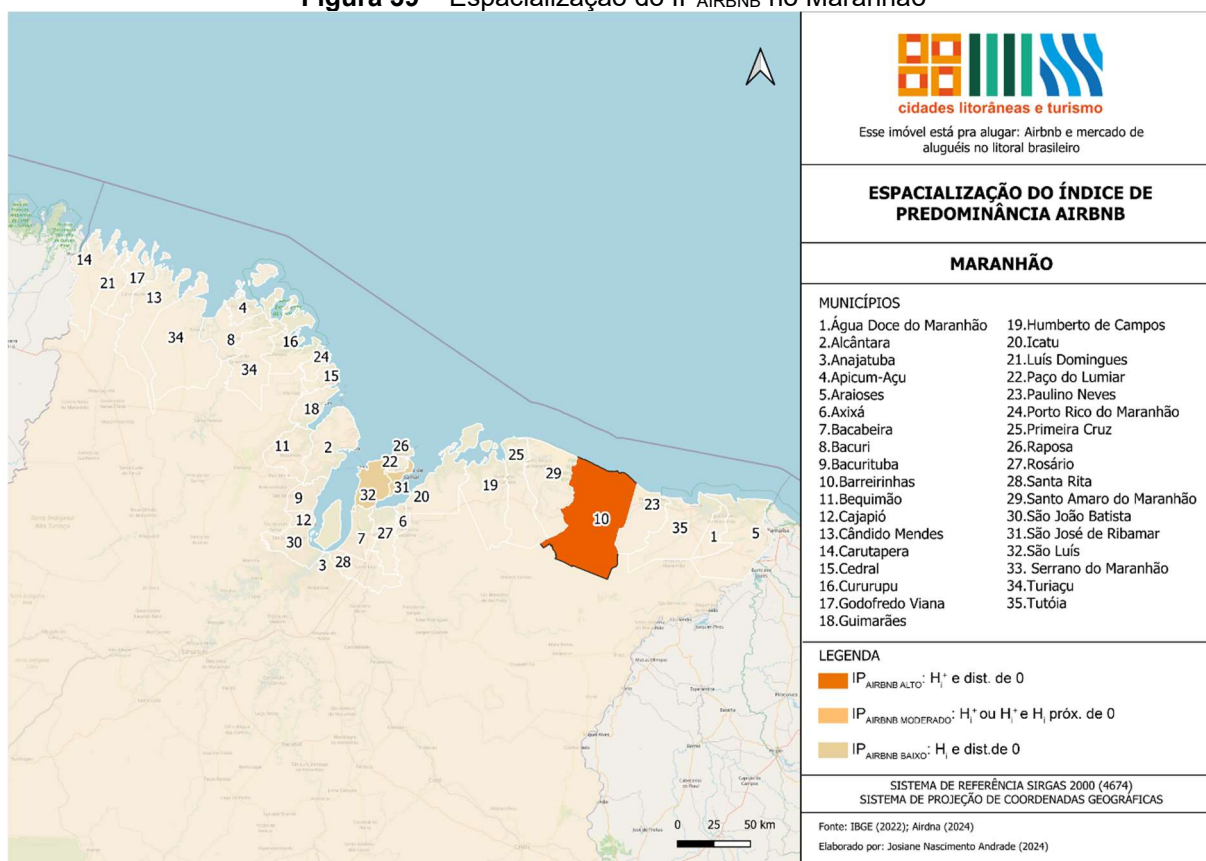 Figura 59 – Espacialização do IP AIRBNB no Maranhão
14
21
17
13
4
34
8
16
34
24
15
18
11
2
26
22
25
29
9
32
31
20
19
10
23
12
6
35
1
5
30
7
27
3
28
0 25 50 km
cidades litorâneas e turismo
Esse imóvel está pra alugar: Airbnb e mercado de
aluguéis no litoral brasileiro
ESPACIALIZAÇÃO DO ÍNDICE DE
PREDOMINÂNCIA AIRBNB
MARANHÃO
MUNICÍPIOS
1.Água Doce do Maranhão
2.Alcântara
3.Anajatuba
4.Apicum-Açu
5.Araioses
6.Axixá
7.Bacabeira
8.Bacuri
9.Bacurituba
10.Barreirinhas
11.Bequimão
12.Cajapió
13.Cândido Mendes
14.Carutapera
15.Cedral
16.Cururupu
17.Godofredo Viana
18.Guimarães
19.Humberto de Campos
20.Icatu
21.Luís Domingues
22.Paço do Lumiar
23.Paulino Neves
24.Porto Rico do Maranhão
25.Primeira Cruz
26.Raposa
27.Rosário
28.Santa Rita
29.Santo Amaro do Maranhão
30.São João Batista
31.São José de Ribamar
32.São Luís
33. Serrano do Maranhão
34.Turiaçu
35.Tutóia
LEGENDA
IP AIRBNB ALTO: Hi+ e dist. de 0
IP AIRBNB MODERADO: Hi+ ou Hi+ e Hi próx. de 0
IP AIRBNB BAIXO: Hi e dist.de 0
SISTEMA DE REFERÊNCIA SIRGAS 2000 (4674)
SISTEMA DE PROJEÇÃO DE COORDENADAS GEOGRÁFICAS
Fonte: IBGE (2022); Airdna (2024)
Elaborado por: Josiane Nascimento Andrade (2024)